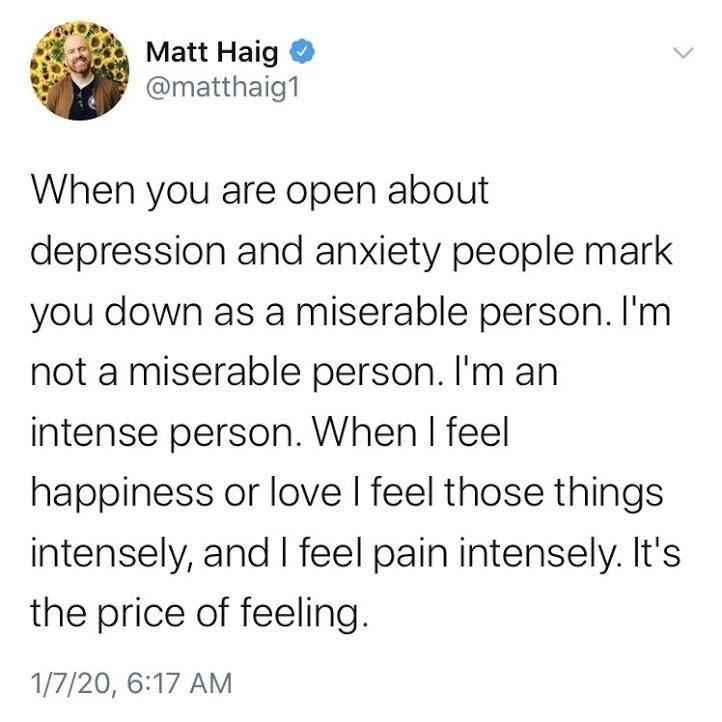 Matt Haig
@matthaig1
When you are open about
depression and anxiety people mark
you down as a miserable person. I'm
not a miserable person. I'm an
intense person. When I feel
happiness or love I feel those things
intensely, and I feel pain intensely. It's
the price of feeling.
1/7/20, 6:17 AM